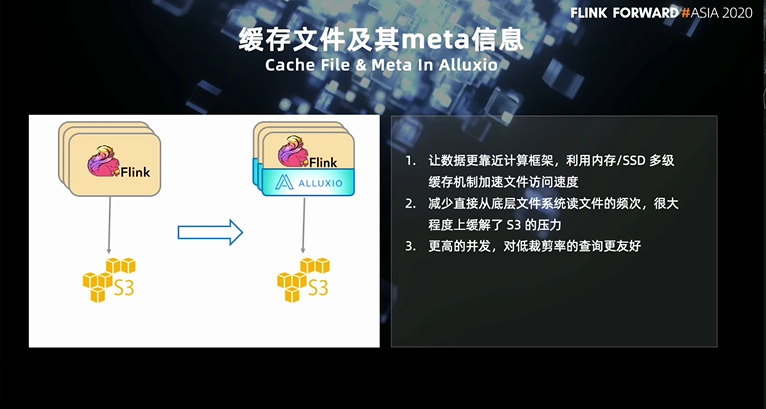 FLINK FORWARD #ASIA 2020
缓存文件及其meta信息
Cache File & Meta In Alluxio
Flink
Flink
ALLUXIO
S3
S3
1. 让数据更靠近计算框架，利用内存/SSD 多级
缓存机制加速文件访问速度
2. 减少直接从底层文件系统读文件的频次，很大
程度上缓解了 S3 的压力
3. 更高的并发，对低裁剪率的查询更友好